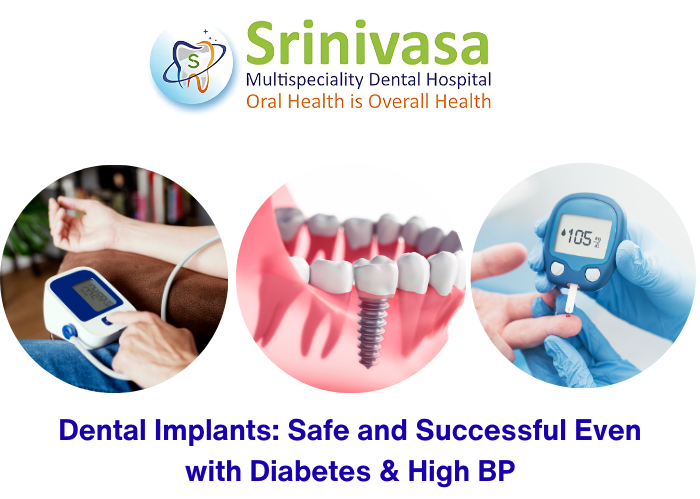 S
Srinivasa
Multispeciality Dental Hospital
Oral Health is Overall Health
105
Dental Implants: Safe and Successful Even
with Diabetes & High BP